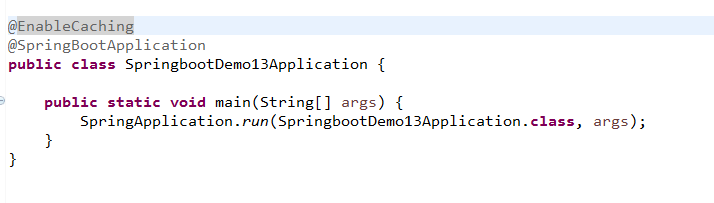 @EnableCaching
@SpringBootApplication
public class SpringbootDemo13Application {
public static void main(String[] args) {
SpringApplication.run(SpringbootDemo13Application.class, args);
}
}